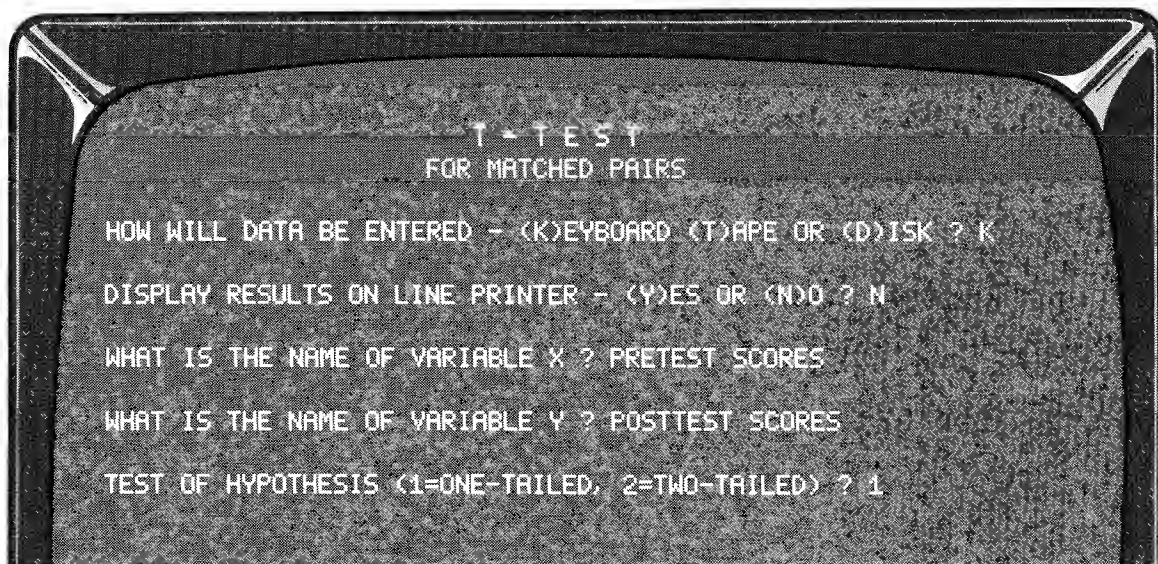 T - T E S T
FOR MATCHED PAIRS
HOW WILL DATA BE ENTERED - (K)EYBOARD (T)APE OR (D)ISK ? K
DISPLAY RESULTS ON LINE PRINTER - (Y)ES OR (N)O ? N
WHAT IS THE NAME OF VARIABLE X ? PRETEST SCORES
WHAT IS THE NAME OF VARIABLE Y ? POSTTEST SCORES
TEST OF HYPOTHESIS (1=ONE-TAILED, 2=TWO-TAILED) ? 1